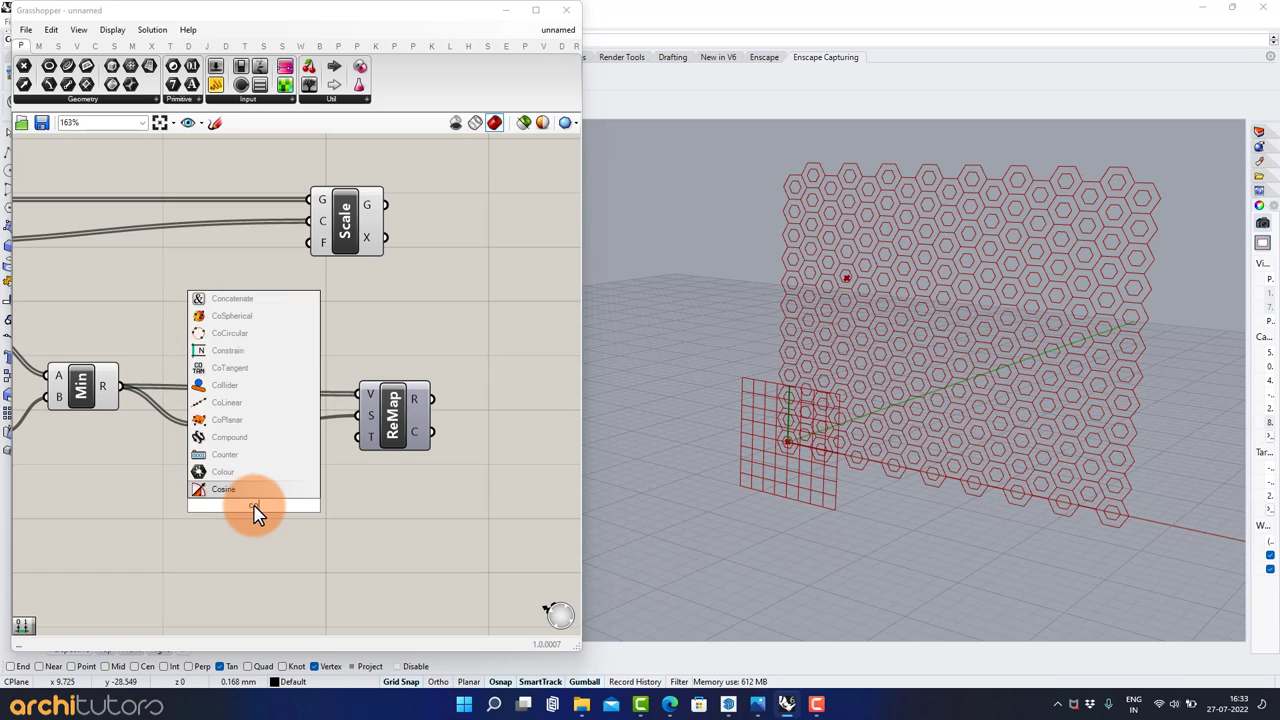 Grasshopper - unnamed
File Edit View Display Solution Help unnamed
P M S V C S M X T D R D W S U W B P P K P P K L H S E M D R
163%
Geometry Primitive Input Util
Render Tools Drafting New in V6 Enscape Enscape Capturing
G C F Scale G X
Concatenate
CoSpherical
CoCircular
Constrain
CoTangent
Collider
CoLinear
CoPlanar
Compound
Counter
Colour
Cosine
A B Min R
V S T ReMap R C
1.0.0007
Vi...
P.
Tar...
W...
End Near Point Mid Cen Int Perp Tan Quad Knot Vertex Project Disable
CPlane x 9.725 y -28.549 z 0 0.168 mm Default Grid Snap Ortho Planar Osnap SmartTrack Gumball Record History Filter Memory use: 612 MB
architutors
ENG
IN
16:33
27-07-2022